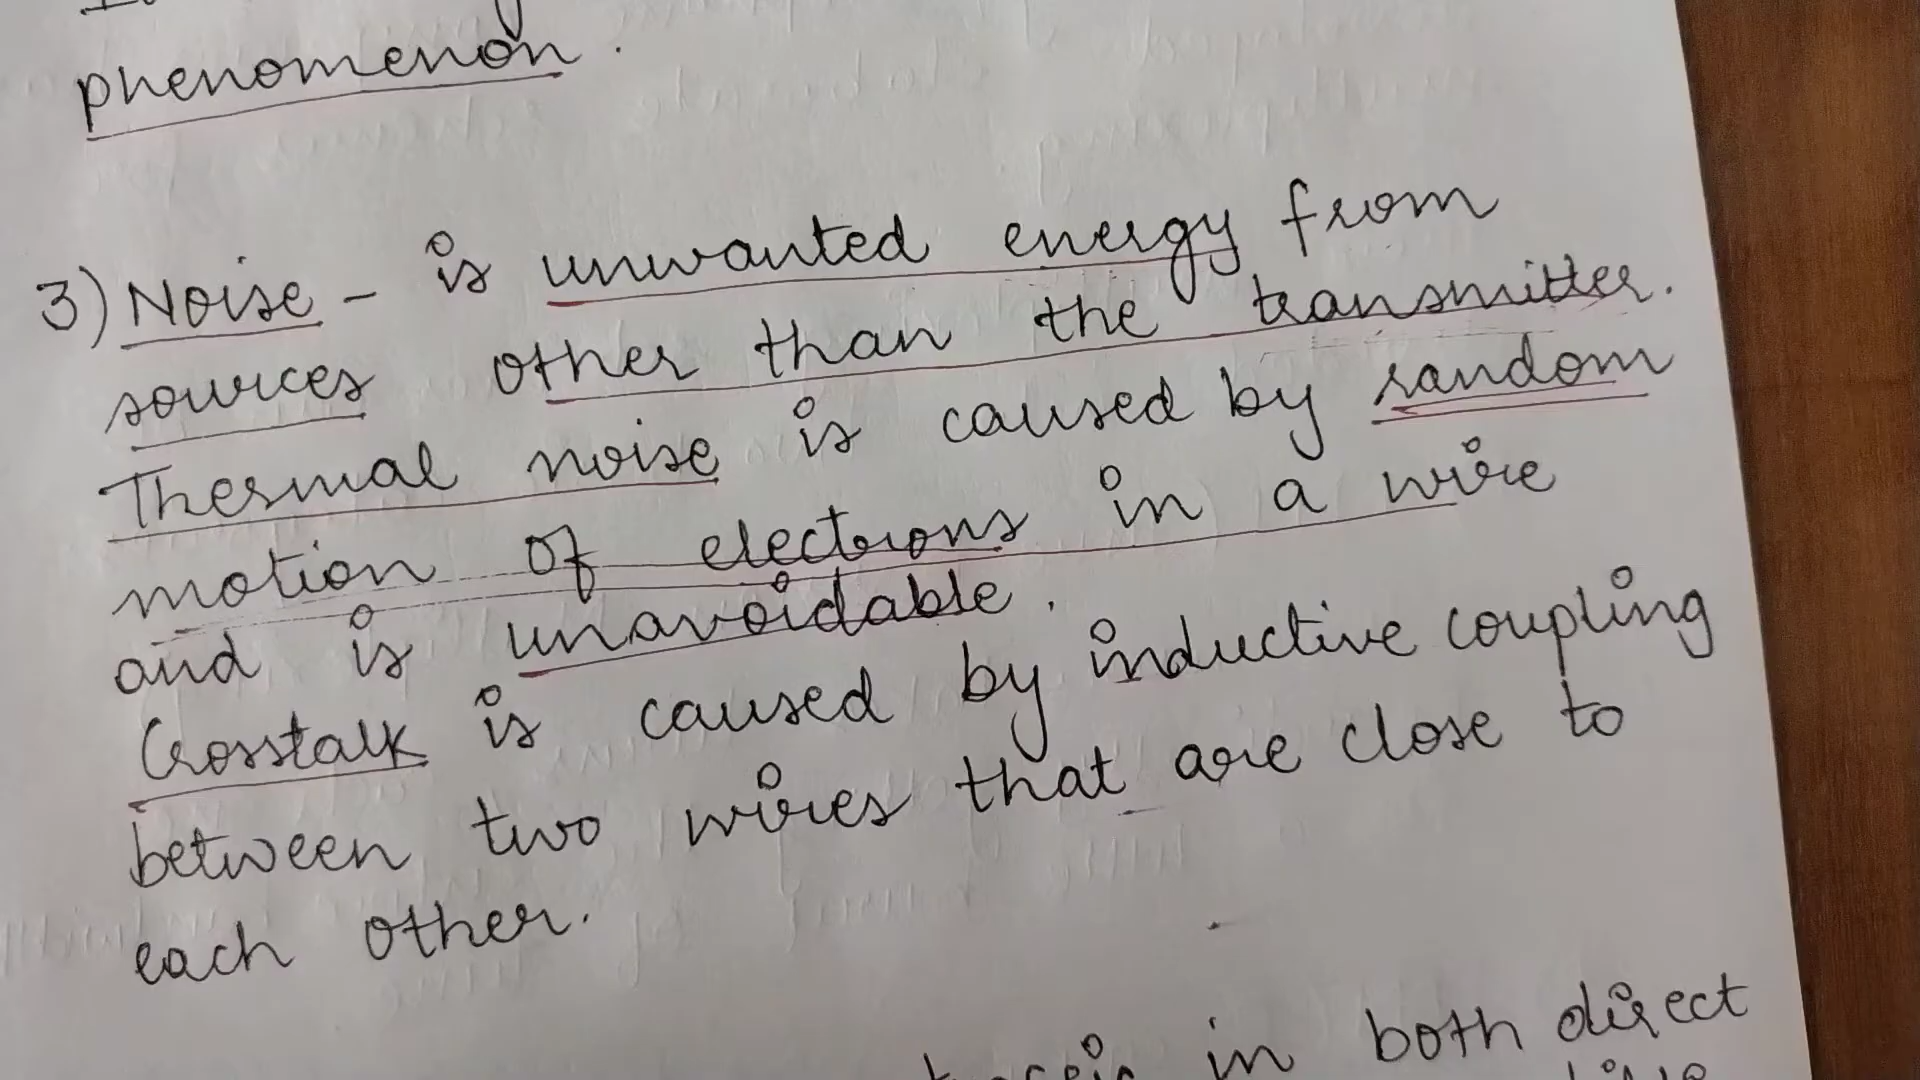 phenomenon.
3) Noise - is unwanted energy from
sources other than the transmitter.
Thermal noise is caused by random
motion of electrons in a wire
and is unavoidable.
Crosstalk is caused by inductive coupling
between two wires that are close to
each other.
in both direct